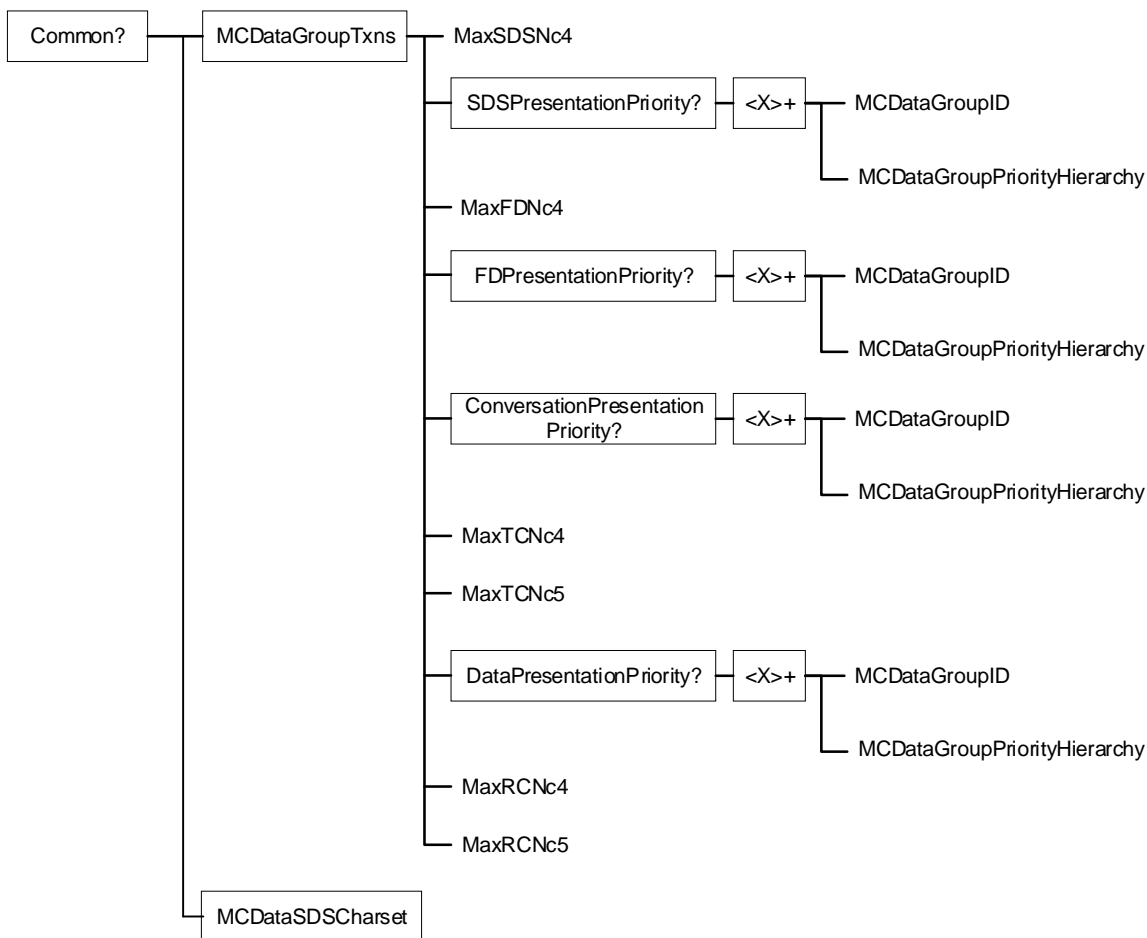 Common?
MCDataGroupTxns
MaxSDSNc4
SDSPresentationPriority?
<X>+
MCDataGroupID
MCDataGroupPriorityHierarchy
MaxFDNc4
FDPresentationPriority?
<X>+
MCDataGroupID
MCDataGroupPriorityHierarchy
ConversationPresentation
Priority?
<X>+
MCDataGroupID
MCDataGroupPriorityHierarchy
MaxTCNc4
MaxTCNc5
DataPresentationPriority?
<X>+
MCDataGroupID
MCDataGroupPriorityHierarchy
MaxRCNc4
MaxRCNc5
MCDataSDSCharset